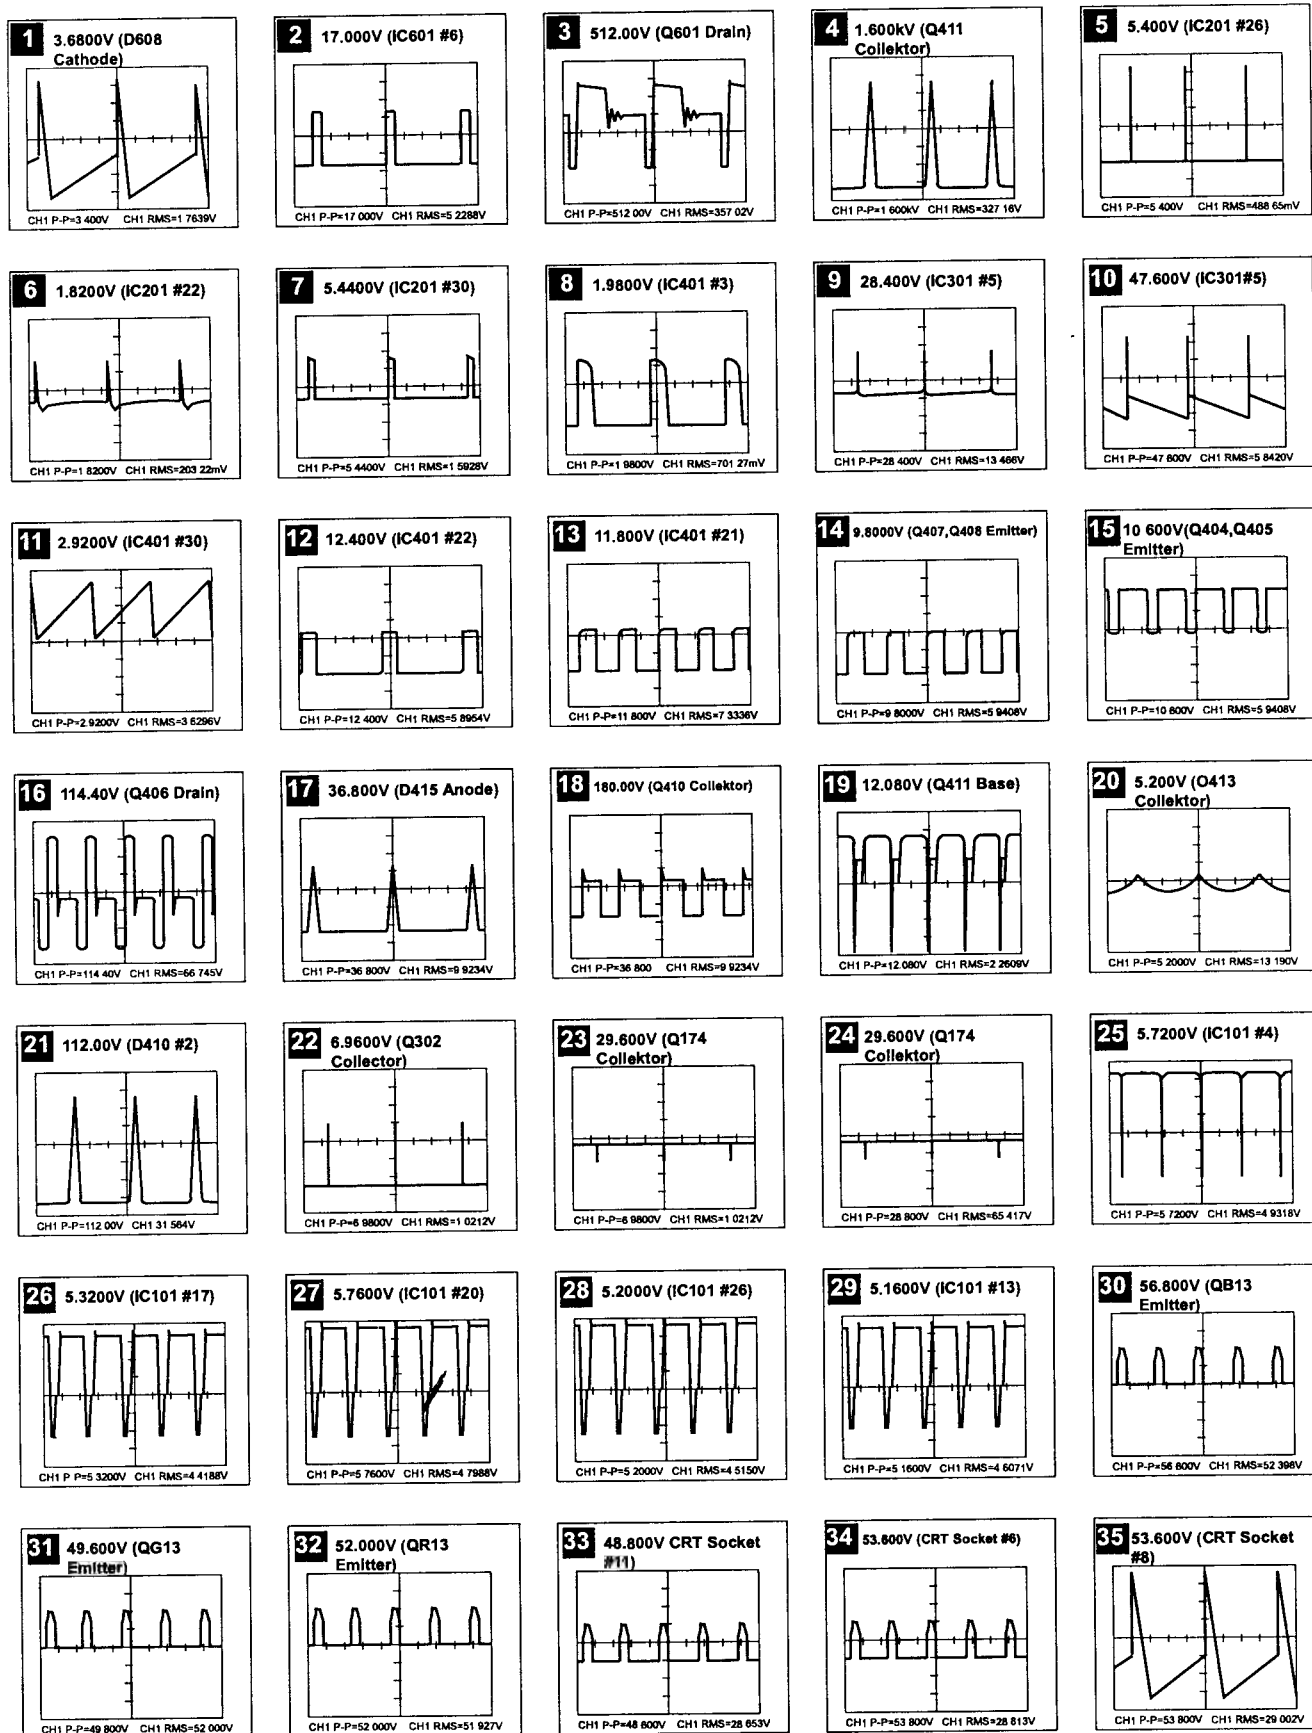 1 3.6800V (D608
Cathode)
CH1 P-P=3 400V CH1 RMS=1 7639V
2 17.000V (IC601 #6)
CH1 P-P=17 000V CH1 RMS=5 2288V
3 512.00V (Q601 Drain)
CH1 P-P=512 00V CH1 RMS=357 02V
4 1.600kV (Q411
Collektor)
CH1 P-P=1 600kV CH1 RMS=327 16V
5 5.400V (IC201 #26)
CH1 P-P=5 400V CH1 RMS=488 65mV
6 1.8200V (IC201 #22)
CH1 P-P=1 8200V CH1 RMS=203 22mV
7 5.4400V (IC201 #30)
CH1 P-P=5 4400V CH1 RMS=1 5928V
8 1.9800V (IC401 #3)
CH1 P-P=1 9800V CH1 RMS=701 27mV
9 28.400V (IC301 #5)
CH1 P-P=28 400V CH1 RMS=13 466V
10 47.600V (IC301#5)
CH1 P-P=47 800V CH1 RMS=5 8420V
11 2.9200V (IC401 #30)
CH1 P-P=2.9200V CH1 RMS=3 6296V
12 12.400V (IC401 #22)
CH1 P-P=12 400V CH1 RMS=5 8954V
13 11.800V (IC401 #21)
CH1 P-P=11 800V CH1 RMS=7 3336V
14 9.8000V (Q407,Q408 Emitter)
CH1 P-P=9 8000V CH1 RMS=5 9408V
15 10 600V(Q404,Q405
Emitter)
CH1 P-P=10 600V CH1 RMS=5 9408V
16 114.40V (Q406 Drain)
CH1 P-P=114 40V CH1 RMS=66 745V
17 36.800V (D415 Anode)
CH1 P-P=36 800V CH1 RMS=9 9234V
18 180.00V (Q410 Collektor)
CH1 P-P=36 800 CH1 RMS=9 9234V
19 12.080V (Q411 Base)
CH1 P-P=12.080V CH1 RMS=2 2609V
20 5.200V (O413
Collektor)
CH1 P-P=5 2000V CH1 RMS=13 190V
21 112.00V (D410 #2)
CH1 P-P=112 00V CH1 31 564V
22 6.9600V (Q302
Collector)
CH1 P-P=6 9800V CH1 RMS=1 0212V
23 29.600V (Q174
Collektor)
CH1 P-P=6 9800V CH1 RMS=1 0212V
24 29.600V (Q174
Collektor)
CH1 P-P=28 800V CH1 RMS=65 417V
25 5.7200V (IC101 #4)
CH1 P-P=5 7200V CH1 RMS=4 9318V
26 5.3200V (IC101 #17)
CH1 P P=5 3200V CH1 RMS=4 4188V
27 5.7600V (IC101 #20)
CH1 P-P=5 7600V CH1 RMS=4 7988V
28 5.2000V (IC101 #26)
CH1 P-P=5 2000V CH1 RMS=4 5150V
29 5.1600V (IC101 #13)
CH1 P-P=5 1600V CH1 RMS=4 6071V
30 56.800V (QB13
Emitter)
CH1 P-P=56 800V CH1 RMS=52 398V
31 49.600V (QG13
Emitter)
CH1 P-P=49 800V CH1 RMS=52 000V
32 52.000V (QR13
Emitter)
CH1 P-P=52 000V CH1 RMS=51 927V
33 48.800V CRT Socket
#11)
CH1 P-P=48 600V CH1 RMS=28 653V
34 53.600V (CRT Socket #6)
CH1 P-P=53 800V CH1 RMS=28 813V
35 53.600V (CRT Socket
#8)
CH1 P-P=53 800V CH1 RMS=29 002V